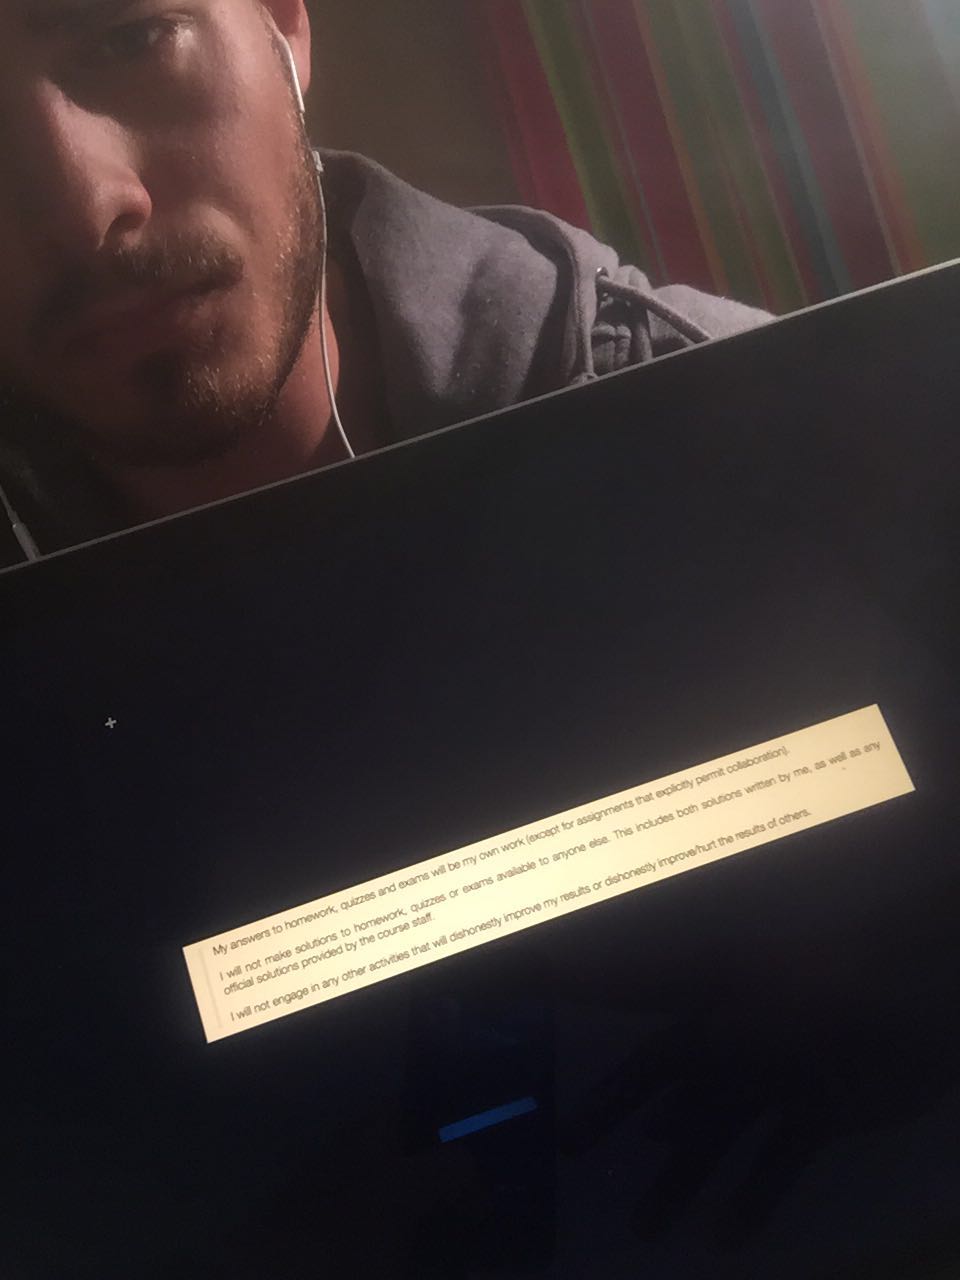 My answers to homework, quizzes and exams will be my own work (except for assignments that explicitly permit collaboration).
I will not make solutions to homework, quizzes or exams available to anyone else. This includes both solutions written by me, as well as any
official solutions provided by the course staff.
I will not engage in any other activities that will dishonestly improve my results or dishonestly improve/hurt the results of others.